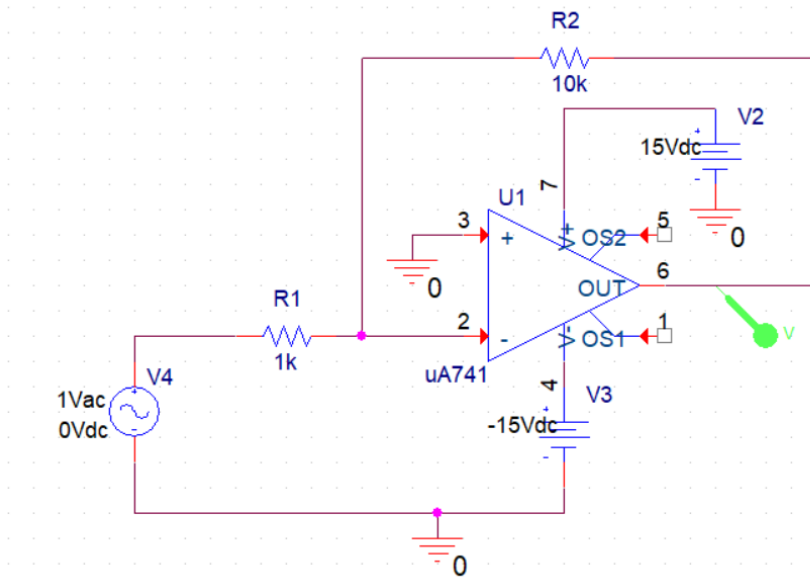 R2
10k
V2
15Vdc
+
-
0
7
U1
3
+
V+
OS2
5
0
6
OUT
R1
1k
2
-
V-
OS1
1
V
uA741
4
V3
-15Vdc
+
-
V4
1Vac
0Vdc
+
-
0